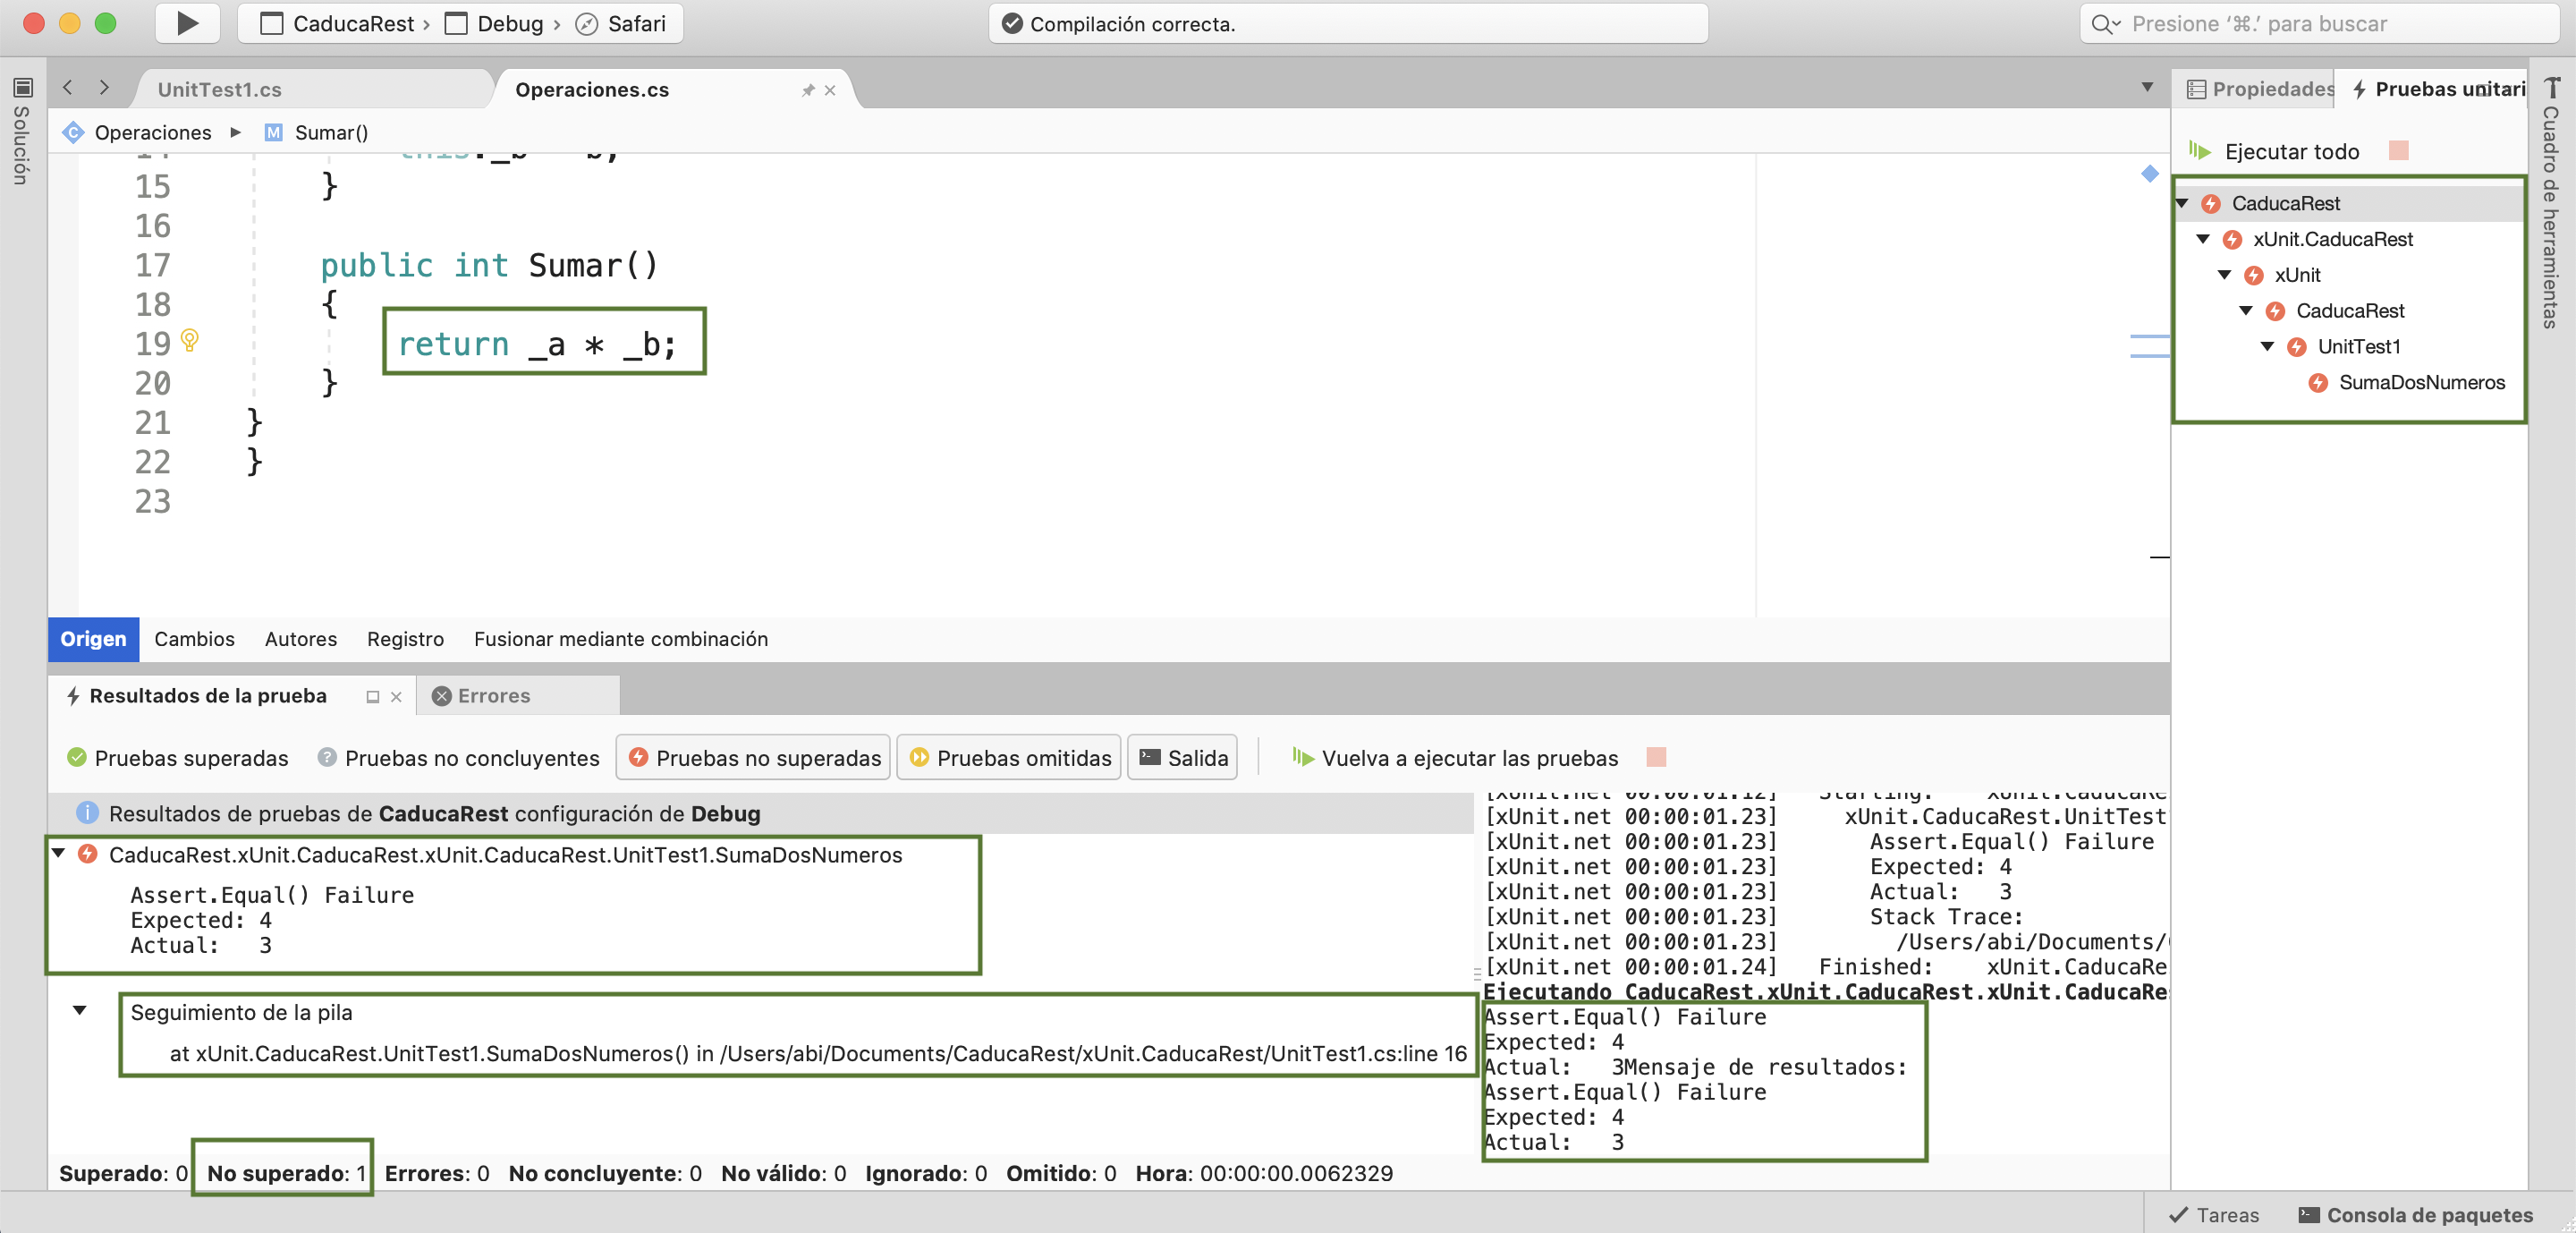 CaducaRest › Debug › Safari
Compilación correcta.
Presione ‘⌘.’ para buscar
Solución
UnitTest1.cs
Operaciones.cs
Operaciones ▶ M Sumar()
15 }
16
17 public int Sumar()
18 {
19 return _a * _b;
20 }
21 }
22 }
23
Origen Cambios Autores Registro Fusionar mediante combinación
Propiedades
Pruebas unitari
Ejecutar todo
CaducaRest
xUnit.CaducaRest
xUnit
CaducaRest
UnitTest1
SumaDosNumeros
Cuadro de herramientas
Resultados de la prueba
Errores
Pruebas superadas
Pruebas no concluyentes
Pruebas no superadas
Pruebas omitidas
Salida
Vuelva a ejecutar las pruebas
Resultados de pruebas de CaducaRest configuración de Debug
CaducaRest.xUnit.CaducaRest.xUnit.CaducaRest.UnitTest1.SumaDosNumeros
Assert.Equal() Failure
Expected: 4
Actual: 3
Seguimiento de la pila
at xUnit.CaducaRest.UnitTest1.SumaDosNumeros() in /Users/abi/Documents/CaducaRest/xUnit.CaducaRest/UnitTest1.cs:line 16
[xUnit.net 00:00:01.12] Starting: xUnit.CaducaRe
[xUnit.net 00:00:01.23] xUnit.CaducaRest.UnitTest
[xUnit.net 00:00:01.23] Assert.Equal() Failure
[xUnit.net 00:00:01.23] Expected: 4
[xUnit.net 00:00:01.23] Actual: 3
[xUnit.net 00:00:01.23] Stack Trace:
[xUnit.net 00:00:01.23] /Users/abi/Documents/
[xUnit.net 00:00:01.24] Finished: xUnit.CaducaRe
Ejecutando CaducaRest.xUnit.CaducaRest.xUnit.CaducaRe
Assert.Equal() Failure
Expected: 4
Actual: 3Mensaje de resultados:
Assert.Equal() Failure
Expected: 4
Actual: 3
Superado: 0 No superado: 1 Errores: 0 No concluyente: 0 No válido: 0 Ignorado: 0 Omitido: 0 Hora: 00:00:00.0062329
Tareas
Consola de paquetes